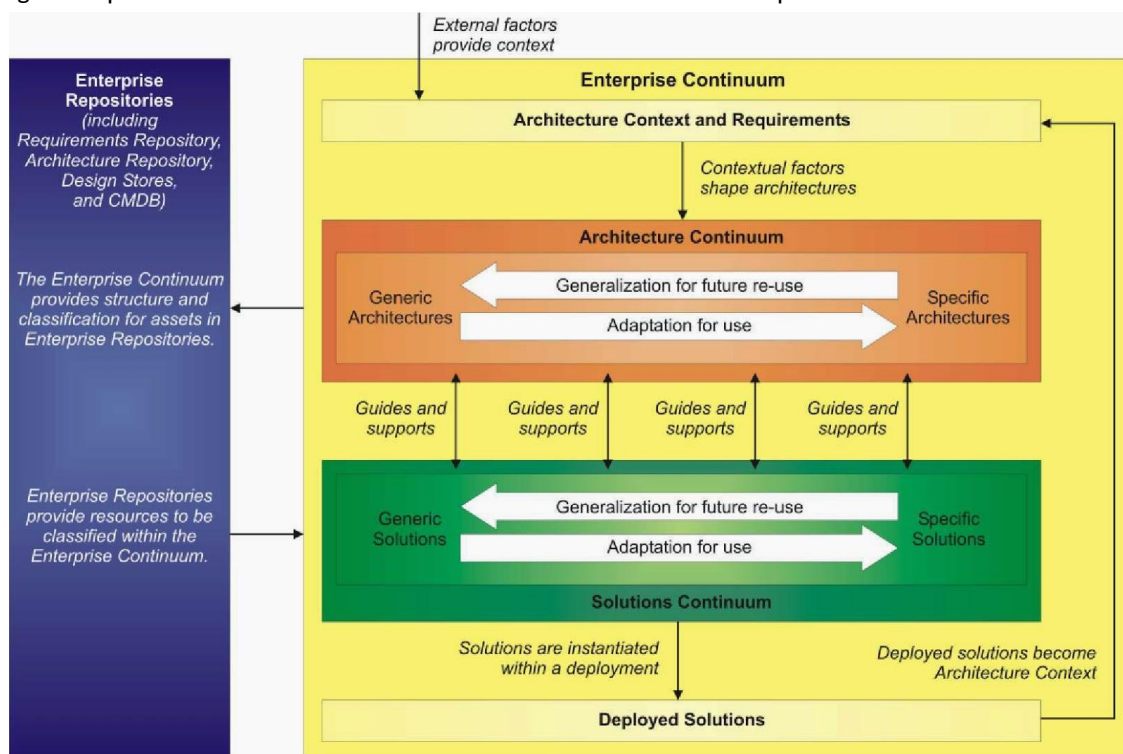 External factors
provide context
Enterprise
Repositories
(including
Requirements Repository,
Architecture Repository,
Design Stores,
and CMDB)
The Enterprise Continuum
provides structure and
classification for assets in
Enterprise Repositories.
Enterprise Repositories
provide resources to be
classified within the
Enterprise Continuum.
Enterprise Continuum
Architecture Context and Requirements
Contextual factors
shape architectures
Architecture Continuum
Generic
Architectures
Generalization for future re-use
Adaptation for use
Specific
Architectures
Guides and
supports
Guides and
supports
Guides and
supports
Guides and
supports
Generic
Solutions
Generalization for future re-use
Adaptation for use
Specific
Solutions
Solutions Continuum
Solutions are instantiated
within a deployment
Deployed solutions become
Architecture Context
Deployed Solutions